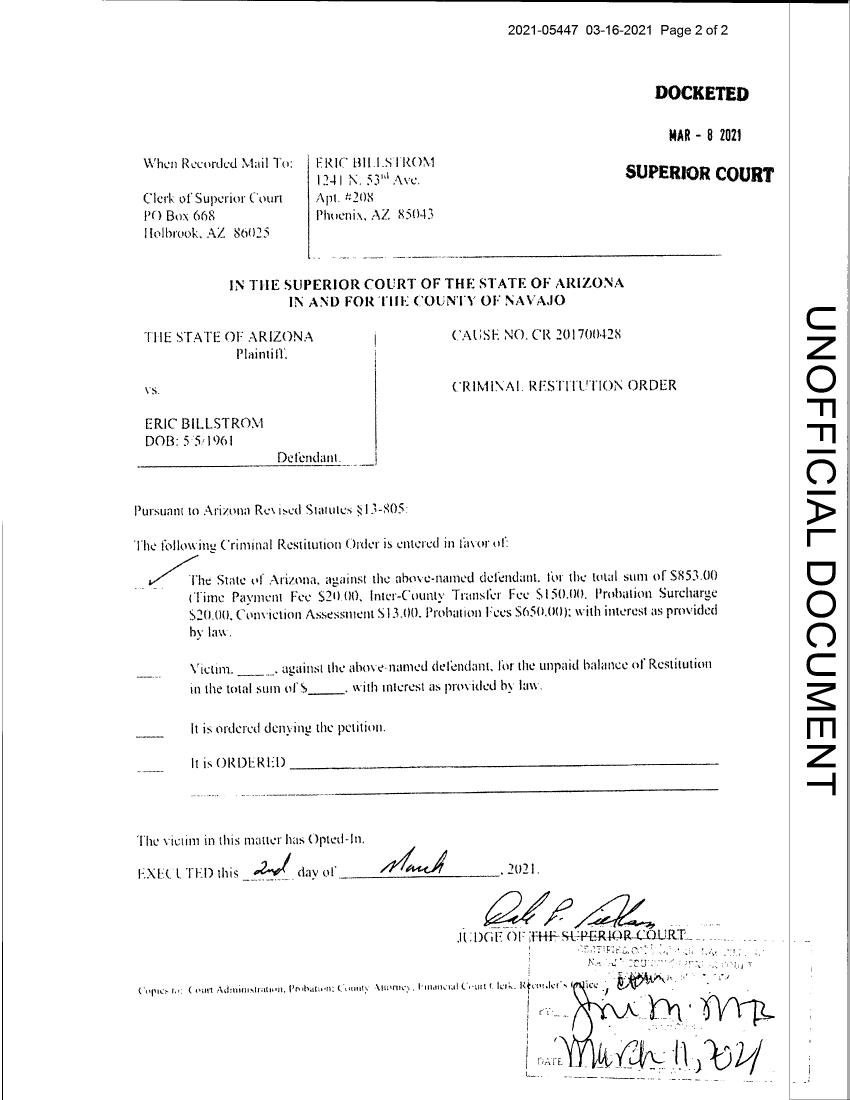 2021-05447 03-16-2021 Page 2 of 2
DOCKETED
MAR - 8 2021
SUPERIOR COURT
When Recorded Mail To:
Clerk of Superior Court
PO Box 668
Holbrook, AZ 86025
ERIC BILLSTROM
1241 N. 53rd Ave.
Apt. #208
Phoenix, AZ 85043
IN THE SUPERIOR COURT OF THE STATE OF ARIZONA
IN AND FOR THE COUNTY OF NAVAJO
THE STATE OF ARIZONA
Plaintiff,
vs.
ERIC BILLSTROM
DOB: 5/5/1961
Defendant.
CAUSE NO. CR 201700428
CRIMINAL RESTITUTION ORDER
Pursuant to Arizona Revised Statutes §13-805:
The following Criminal Restitution Order is entered in favor of:
The State of Arizona, against the above-named defendant, for the total sum of $853.00
(Time Payment Fee $20.00, Inter-County Transfer Fee $150.00, Probation Surcharge
$20.00, Conviction Assessment $13.00, Probation Fees $650.00); with interest as provided
by law.
Victim, _____, against the above-named defendant, for the unpaid balance of Restitution
in the total sum of $_____, with interest as provided by law.
It is ordered denying the petition.
It is ORDERED
The victim in this matter has Opted-In.
EXECUTED this 2nd day of March, 2021.
JUDGE OF THE SUPERIOR COURT
Copies to: Court Administration, Probation; County Attorney, Financial Court Clerk, Recorder's Office
DATE March 11, 2021
UNOFFICIAL DOCUMENT